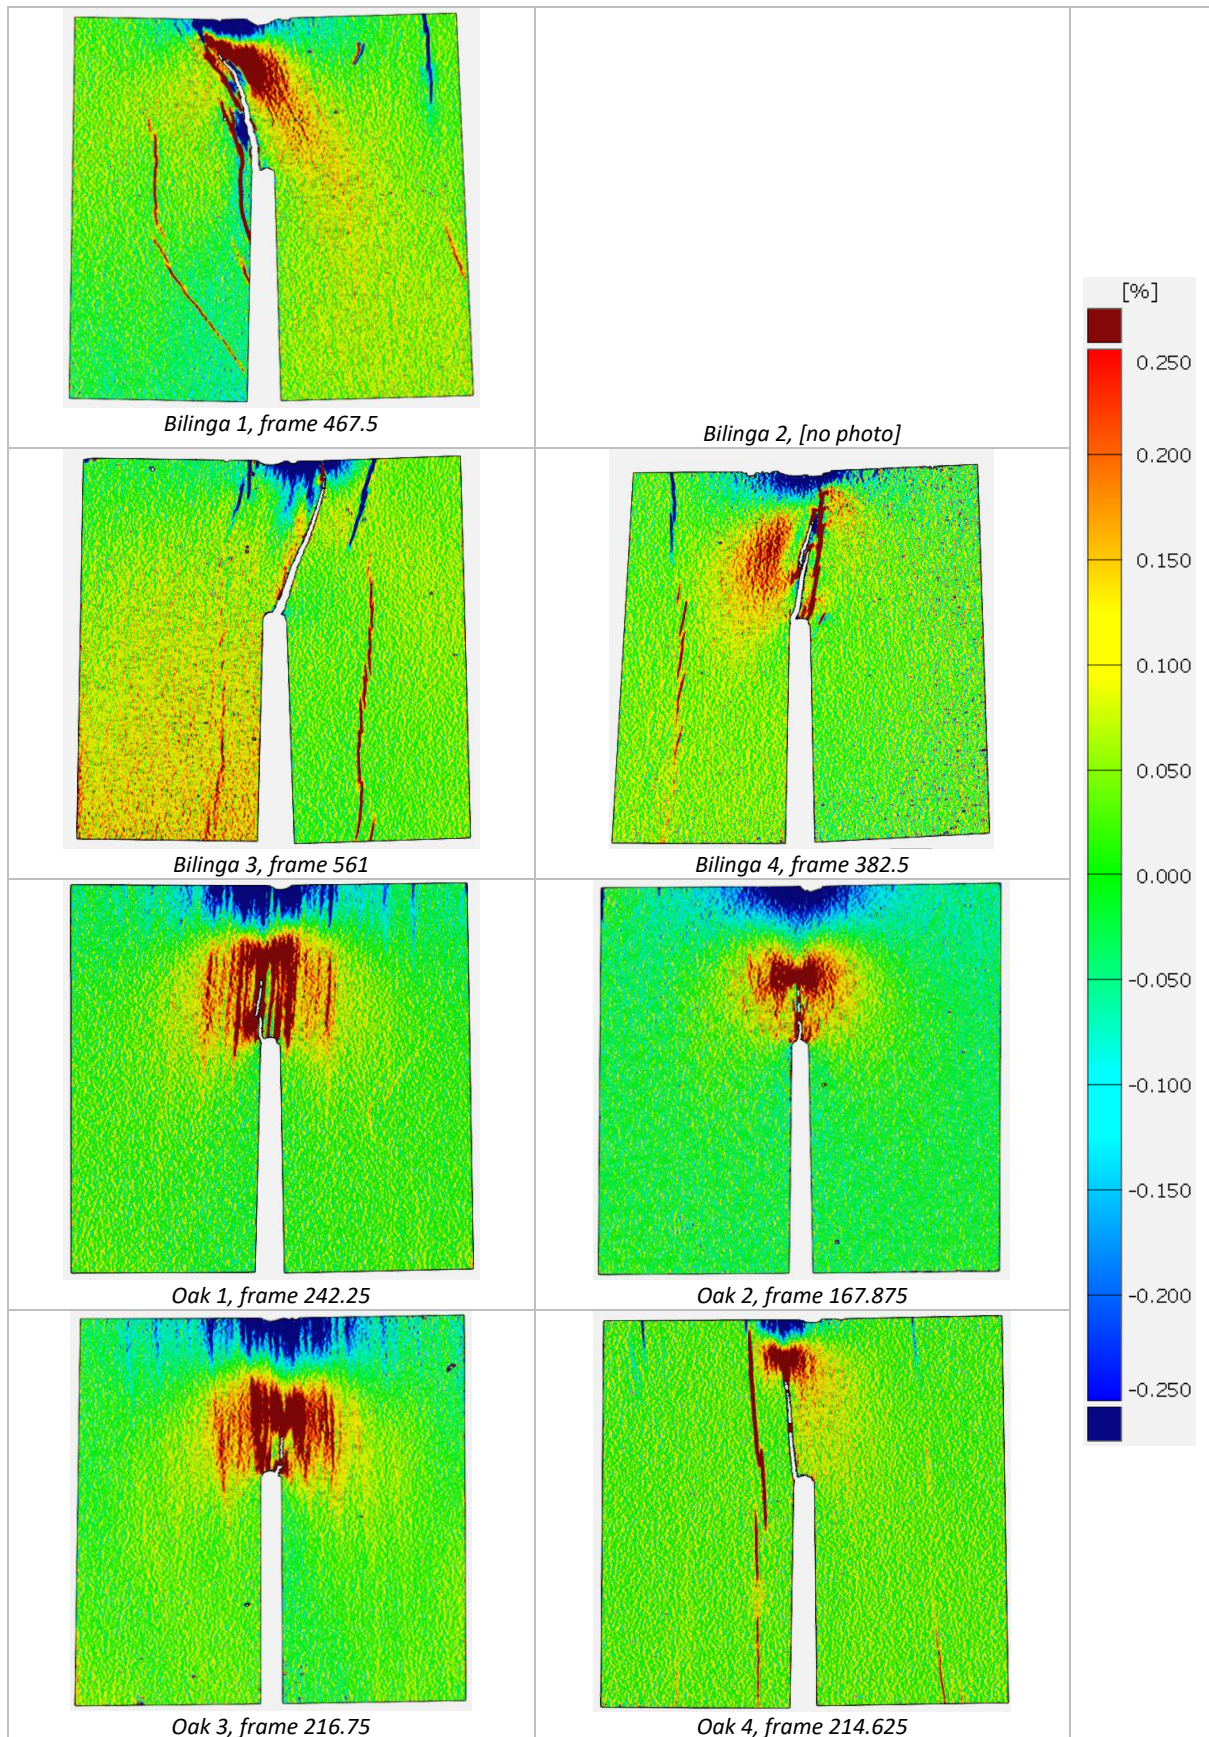 Bilinga 1, frame 467.5
Bilinga 2, [no photo]
Bilinga 3, frame 561
Bilinga 4, frame 382.5
Oak 1, frame 242.25
Oak 2, frame 167.875
Oak 3, frame 216.75
Oak 4, frame 214.625
[%]
0.250
0.200
0.150
0.100
0.050
0.000
-0.050
-0.100
-0.150
-0.200
-0.250